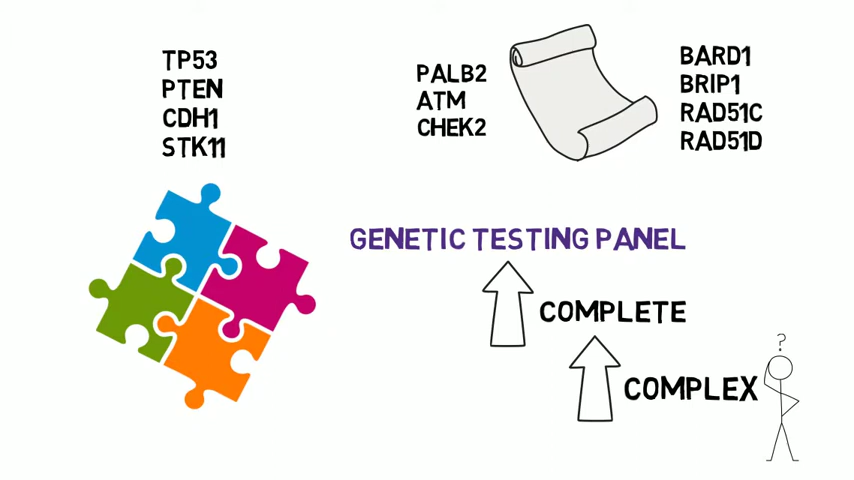 TP53
PTEN
CDH1
STK11
PALB2
ATM
CHEK2
BARD1
BRIP1
RAD51C
RAD51D
GENETIC TESTING PANEL
COMPLETE
?
COMPLEX